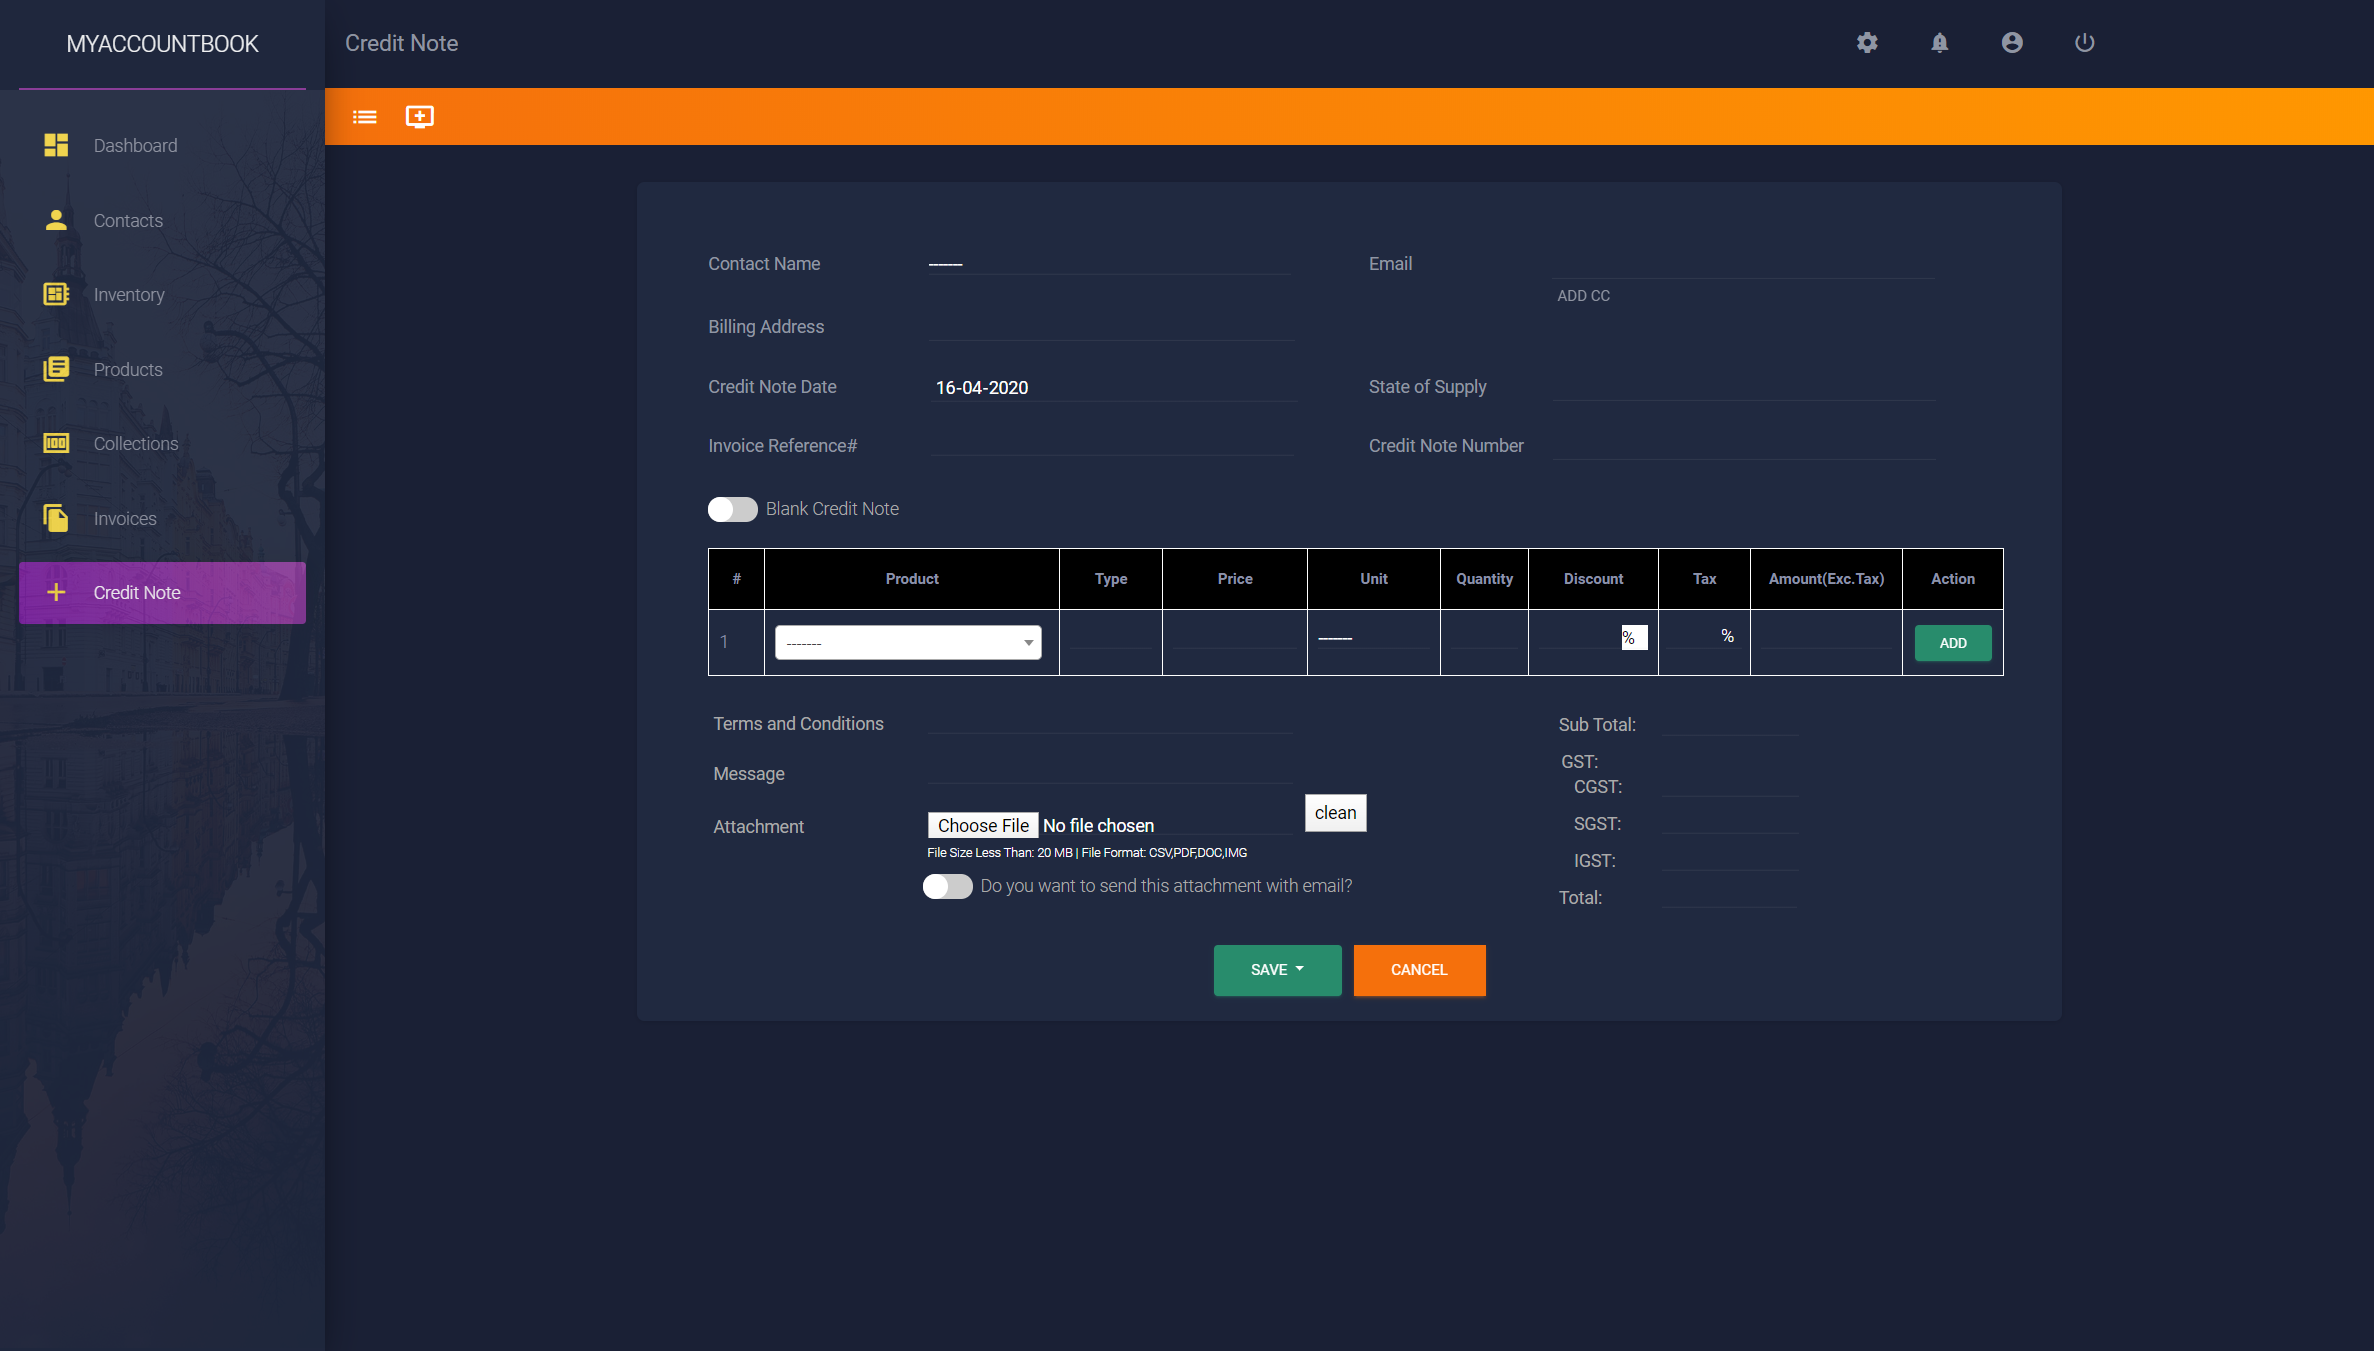 MYACCOUNTBOOK
Credit Note
Dashboard
Contacts
Inventory
Products
Collections
Invoices
Credit Note
Contact Name -------
Email
ADD CC
Billing Address
Credit Note Date 16-04-2020
State of Supply
Invoice Reference#
Credit Note Number
Blank Credit Note
# Product Type Price Unit Quantity Discount Tax Amount(Exc.Tax) Action
1 ------- ------- % % ADD
Terms and Conditions
Sub Total:
GST:
Message
CGST:
Attachment Choose File No file chosen clean
SGST:
File Size Less Than: 20 MB | File Format: CSV,PDF,DOC,IMG
IGST:
Do you want to send this attachment with email?
Total:
SAVE CANCEL